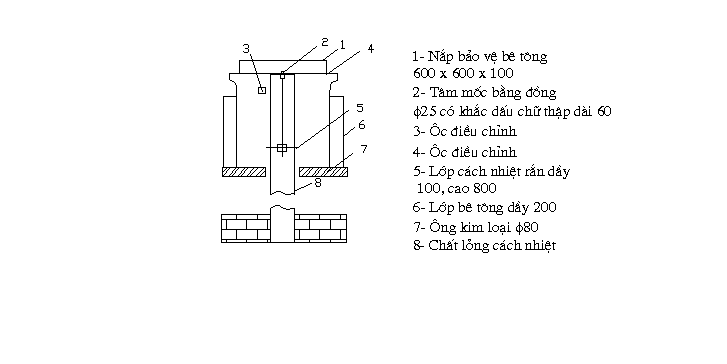 2
1
3
4
5
6
7
8
1- Nắp bảo vệ bê tông
600 x 600 x 100
2- Tâm mốc bằng đồng
ϕ25 có khắc dấu chữ thập dài 60
3- Ốc điều chỉnh
4- Ốc điều chỉnh
5- Lớp cách nhiệt rắn dầy
100, cao 800
6- Lớp bê tông dầy 200
7- Ống kim loại ϕ80
8- Chất lỏng cách nhiệt